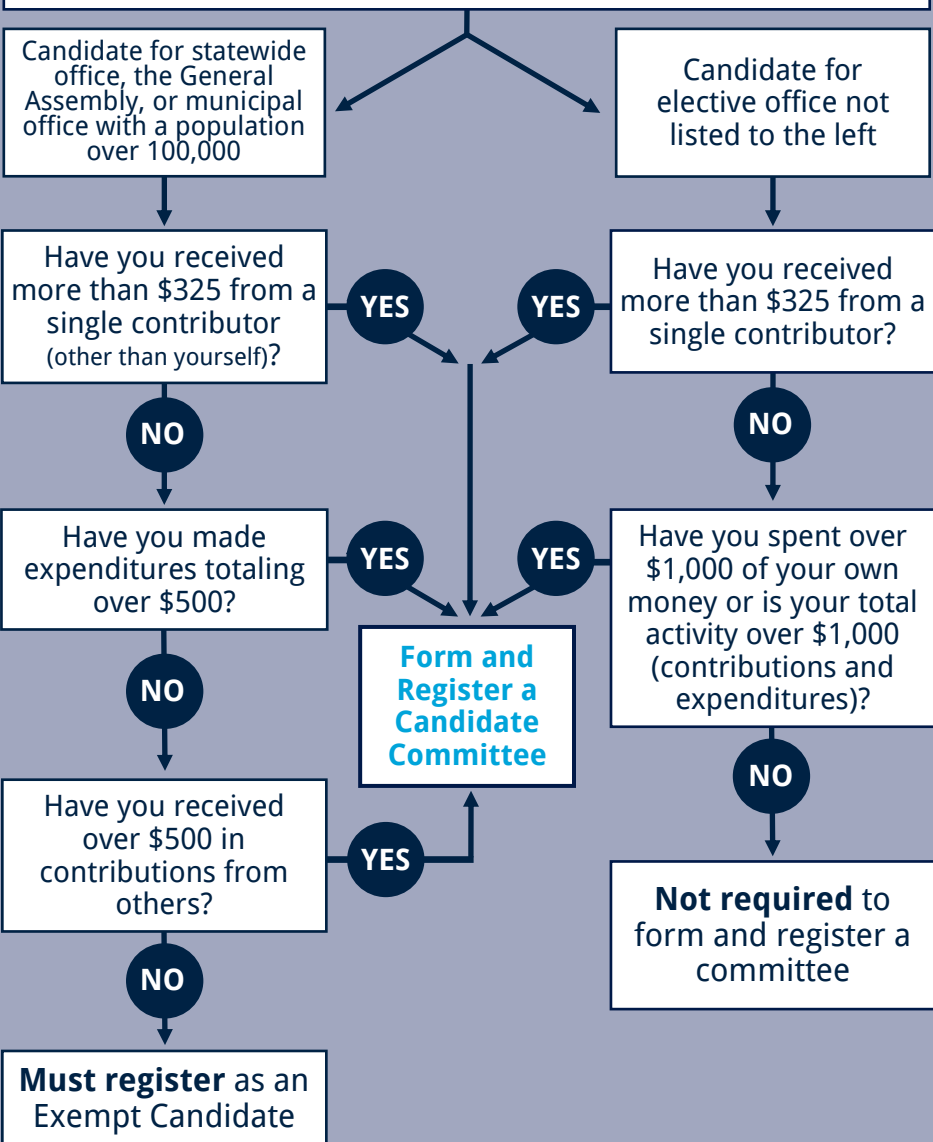 Candidate for statewide
office, the General
Assembly, or municipal
office with a population
over 100,000
Candidate for
elective office not
listed to the left
Have you received
more than $325 from a
single contributor
(other than yourself)?
YES
YES
Have you received
more than $325 from a
single contributor?
NO
NO
Have you made
expenditures totaling
over $500?
YES
YES
Have you spent over
$1,000 of your own
money or is your total
activity over $1,000
(contributions and
expenditures)?
Form and
Register a
Candidate
Committee
NO
NO
Have you received
over $500 in
contributions from
others?
YES
Not required to
form and register a
committee
NO
Must register as an
Exempt Candidate